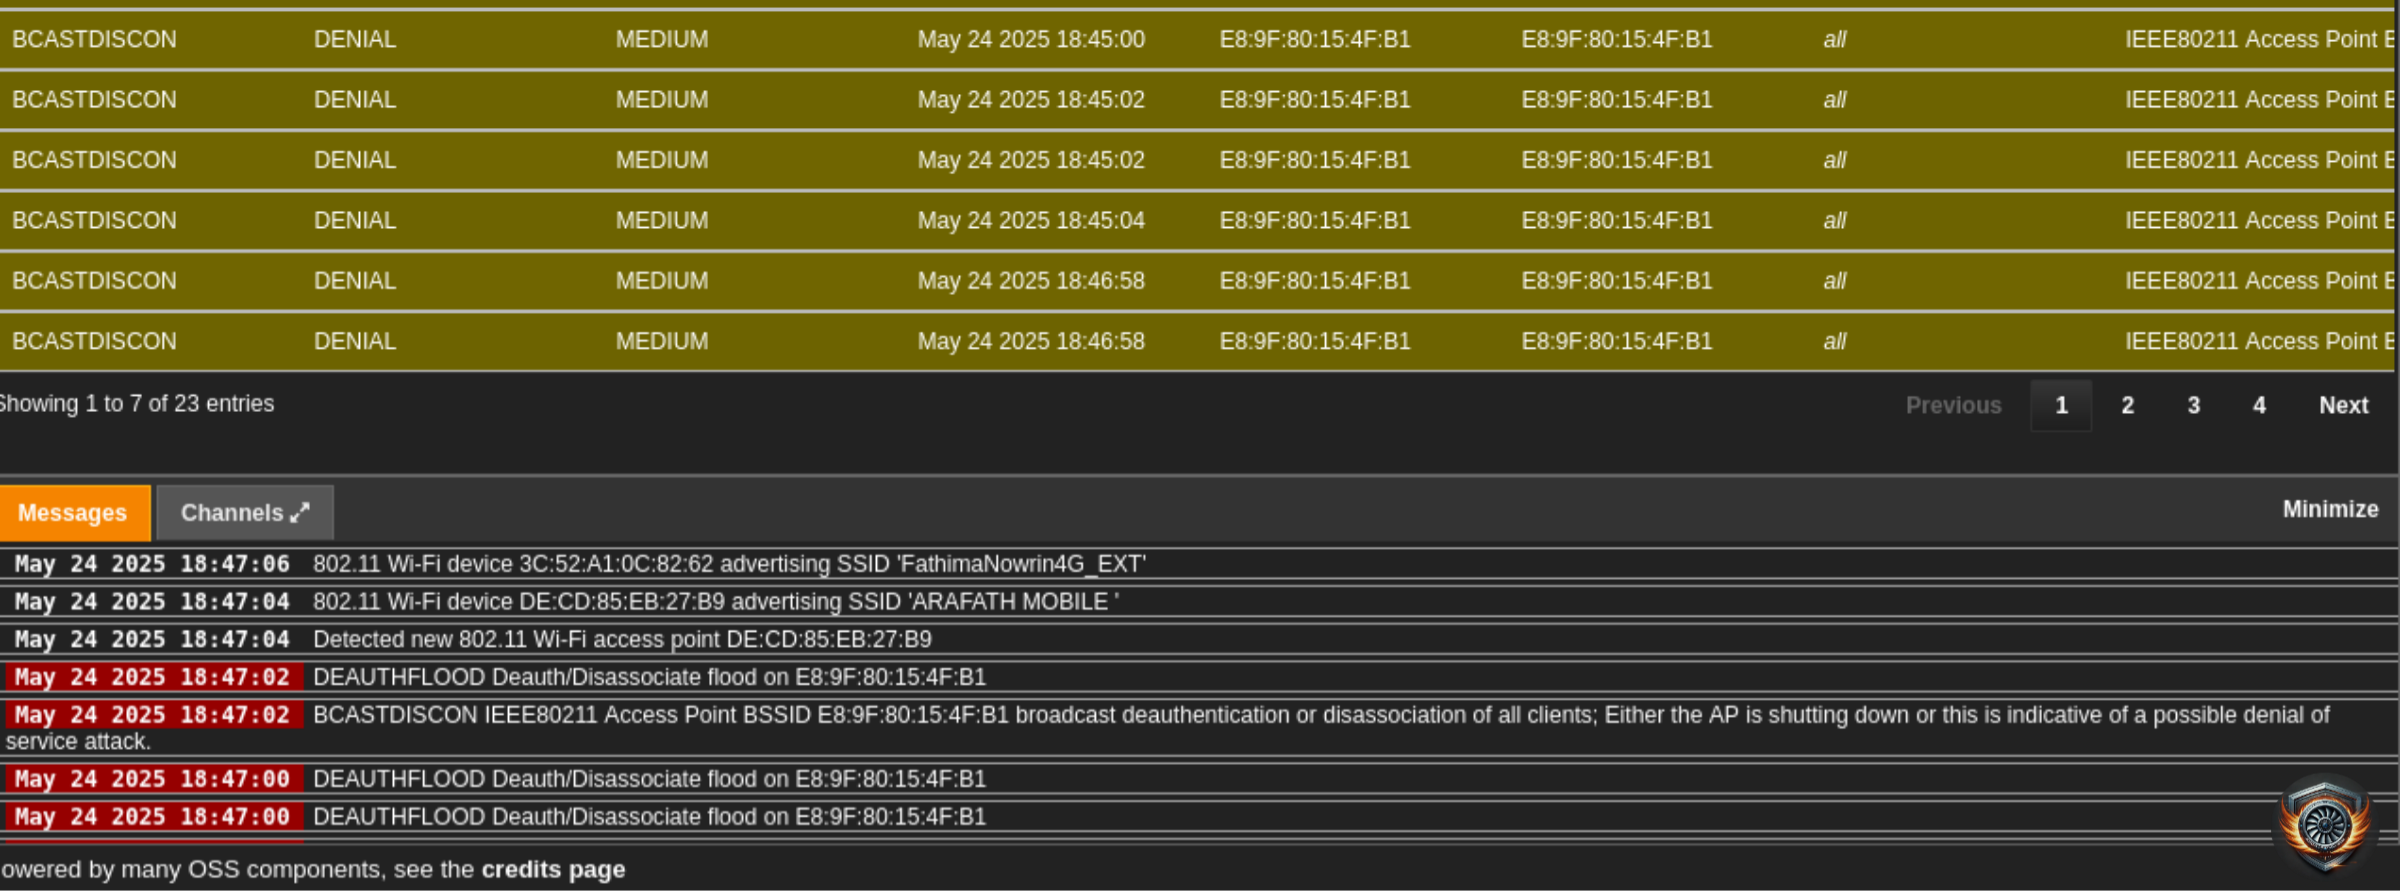 BCASTDISCON DENIAL MEDIUM May 24 2025 18:45:00 E8:9F:80:15:4F:B1 E8:9F:80:15:4F:B1 all IEEE80211 Access Point
BCASTDISCON DENIAL MEDIUM May 24 2025 18:45:02 E8:9F:80:15:4F:B1 E8:9F:80:15:4F:B1 all IEEE80211 Access Point
BCASTDISCON DENIAL MEDIUM May 24 2025 18:45:02 E8:9F:80:15:4F:B1 E8:9F:80:15:4F:B1 all IEEE80211 Access Point
BCASTDISCON DENIAL MEDIUM May 24 2025 18:45:04 E8:9F:80:15:4F:B1 E8:9F:80:15:4F:B1 all IEEE80211 Access Point
BCASTDISCON DENIAL MEDIUM May 24 2025 18:46:58 E8:9F:80:15:4F:B1 E8:9F:80:15:4F:B1 all IEEE80211 Access Point
BCASTDISCON DENIAL MEDIUM May 24 2025 18:46:58 E8:9F:80:15:4F:B1 E8:9F:80:15:4F:B1 all IEEE80211 Access Point
Showing 1 to 7 of 23 entries Previous 1 2 3 4 Next
Messages Channels Minimize
May 24 2025 18:47:06 802.11 Wi-Fi device 3C:52:A1:0C:82:62 advertising SSID 'FathimaNowrin4G_EXT'
May 24 2025 18:47:04 802.11 Wi-Fi device DE:CD:85:EB:27:B9 advertising SSID 'ARAFATH MOBILE '
May 24 2025 18:47:04 Detected new 802.11 Wi-Fi access point DE:CD:85:EB:27:B9
May 24 2025 18:47:02 DEAUTHFLOOD Deauth/Disassociate flood on E8:9F:80:15:4F:B1
May 24 2025 18:47:02 BCASTDISCON IEEE80211 Access Point BSSID E8:9F:80:15:4F:B1 broadcast deauthentication or disassociation of all clients; Either the AP is shutting down or this is indicative of a possible denial of
service attack.
May 24 2025 18:47:00 DEAUTHFLOOD Deauth/Disassociate flood on E8:9F:80:15:4F:B1
May 24 2025 18:47:00 DEAUTHFLOOD Deauth/Disassociate flood on E8:9F:80:15:4F:B1
owered by many OSS components, see the credits page